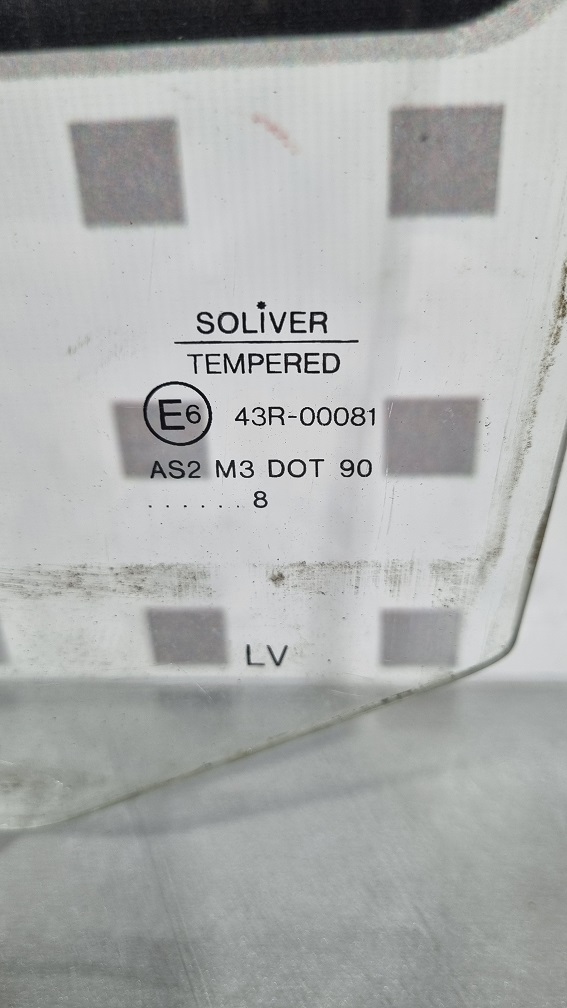 SOLiVER
TEMPERED
E6 43R-00081
AS2 M3 DOT 90
. . . . . . 8
LV